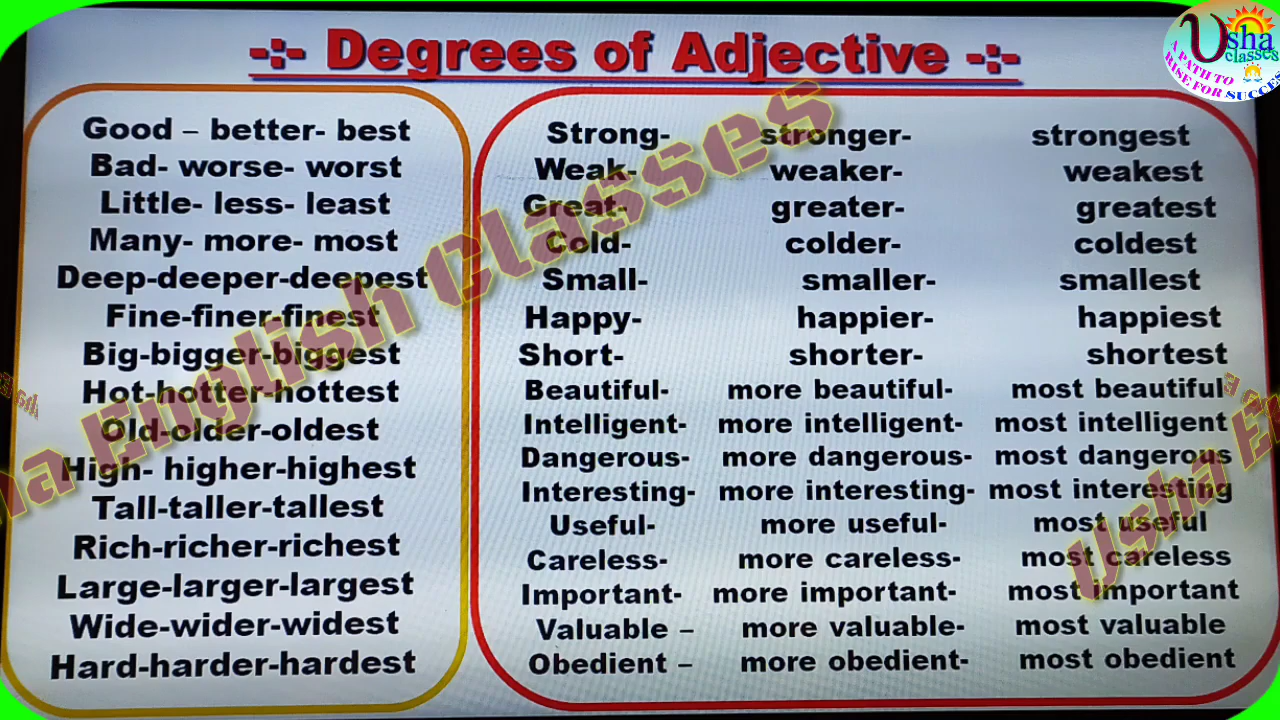 -:- Degrees of Adjective -:-
Usha
classes
A PATH TO
RISE FOR SUCCESS
Good – better- best
Bad- worse- worst
Little- less- least
Many- more- most
Deep-deeper-deepest
Fine-finer-finest
Big-bigger-biggest
Hot-hotter-hottest
Old-older-oldest
High- higher-highest
Tall-taller-tallest
Rich-richer-richest
Large-larger-largest
Wide-wider-widest
Hard-harder-hardest
Strong- stronger- strongest
Weak- weaker- weakest
Great- greater- greatest
Cold- colder- coldest
Small- smaller- smallest
Happy- happier- happiest
Short- shorter- shortest
Beautiful- more beautiful- most beautiful
Intelligent- more intelligent- most intelligent
Dangerous- more dangerous- most dangerous
Interesting- more interesting- most interesting
Useful- more useful- most useful
Careless- more careless- most careless
Important- more important- most important
Valuable – more valuable- most valuable
Obedient – more obedient- most obedient
English Classes
Usha